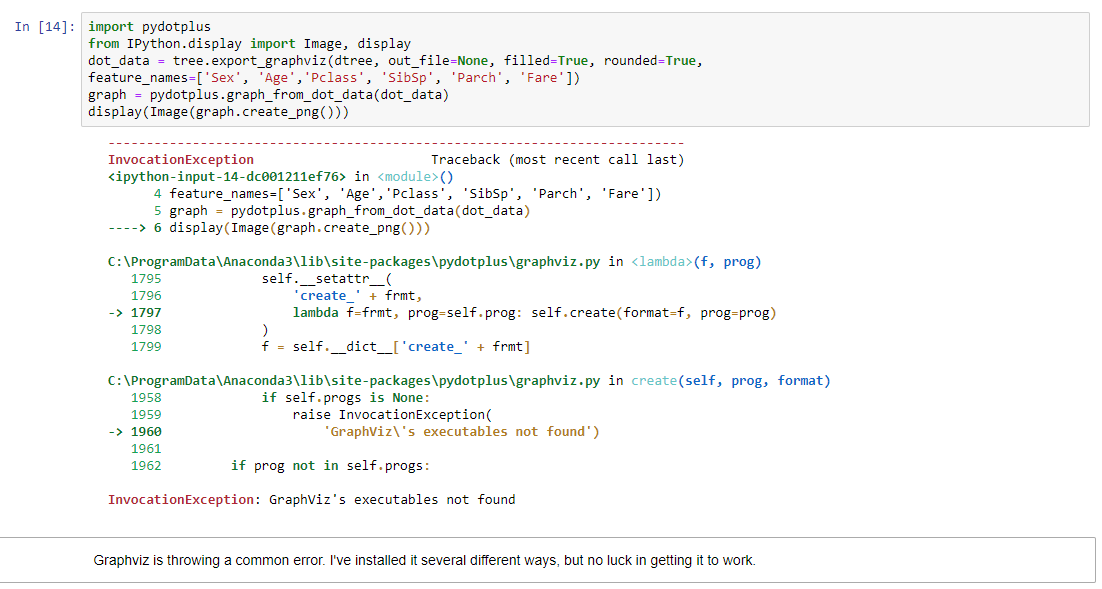 In [14]: import pydotplus
from IPython.display import Image, display
dot_data = tree.export_graphviz(dtree, out_file=None, filled=True, rounded=True,
feature_names=['Sex', 'Age','Pclass', 'SibSp', 'Parch', 'Fare'])
graph = pydotplus.graph_from_dot_data(dot_data)
display(Image(graph.create_png()))
---------------------------------------------------------------------------
InvocationException                       Traceback (most recent call last)
<ipython-input-14-dc001211ef76> in <module>()
      4 feature_names=['Sex', 'Age','Pclass', 'SibSp', 'Parch', 'Fare'])
      5 graph = pydotplus.graph_from_dot_data(dot_data)
----> 6 display(Image(graph.create_png()))
C:\ProgramData\Anaconda3\lib\site-packages\pydotplus\graphviz.py in <lambda>(f, prog)
   1795             self.__setattr__(
   1796                 'create_' + frmt,
-> 1797                 lambda f=frmt, prog=self.prog: self.create(format=f, prog=prog)
   1798             )
   1799             f = self.__dict__['create_' + frmt]
C:\ProgramData\Anaconda3\lib\site-packages\pydotplus\graphviz.py in create(self, prog, format)
   1958             if self.progs is None:
   1959                 raise InvocationException(
-> 1960                     'GraphViz\'s executables not found')
   1961
   1962         if prog not in self.progs:
InvocationException: GraphViz's executables not found
Graphviz is throwing a common error. I've installed it several different ways, but no luck in getting it to work.